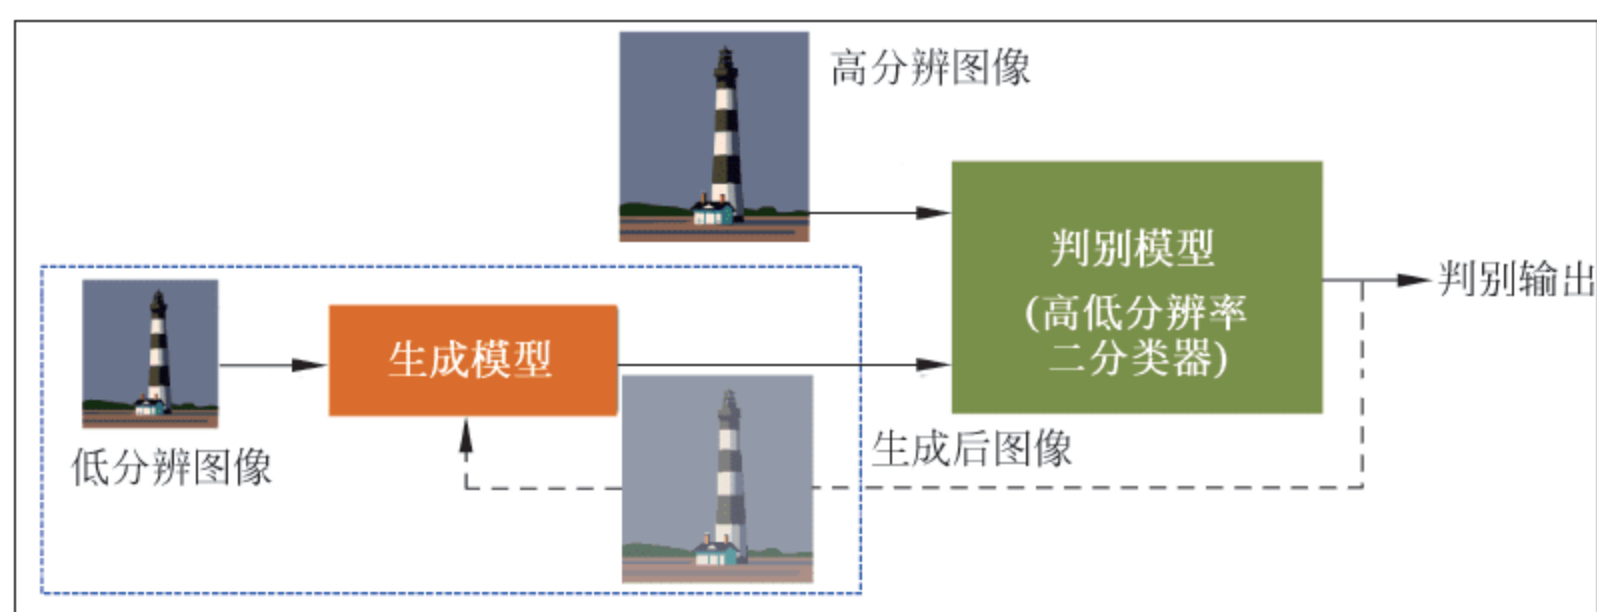 高分辨图像
判别模型
(高低分辨率
二分类器)
判别输出
生成模型
低分辨图像
生成后图像